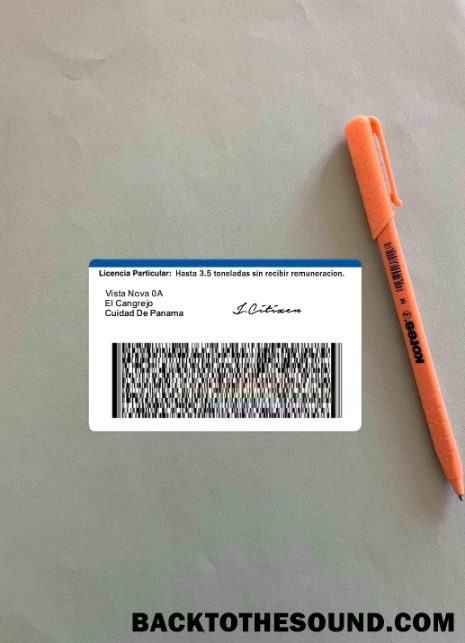 Licencia Particular: Hasta 3.5 toneladas sin recibir remuneracion.
Vista Nova 0A
El Cangrejo
Cuidad De Panama
I.Citizen
Kores
M
BACKTOTHESOUND.COM